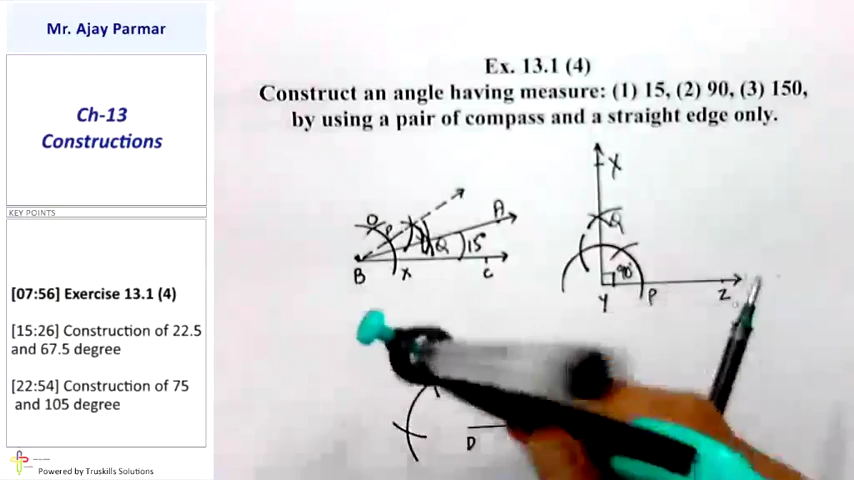 Mr. Ajay Parmar
Ch-13
Constructions
KEY POINTS
[07:56] Exercise 13.1 (4)
[15:26] Construction of 22.5
and 67.5 degree
[22:54] Construction of 75
and 105 degree
Powered by Truskills Solutions
Ex. 13.1 (4)
Construct an angle having measure: (1) 15, (2) 90, (3) 150,
by using a pair of compass and a straight edge only.
X
A
Q
Q
15
90°
B
X
C
Y
P
Z
D